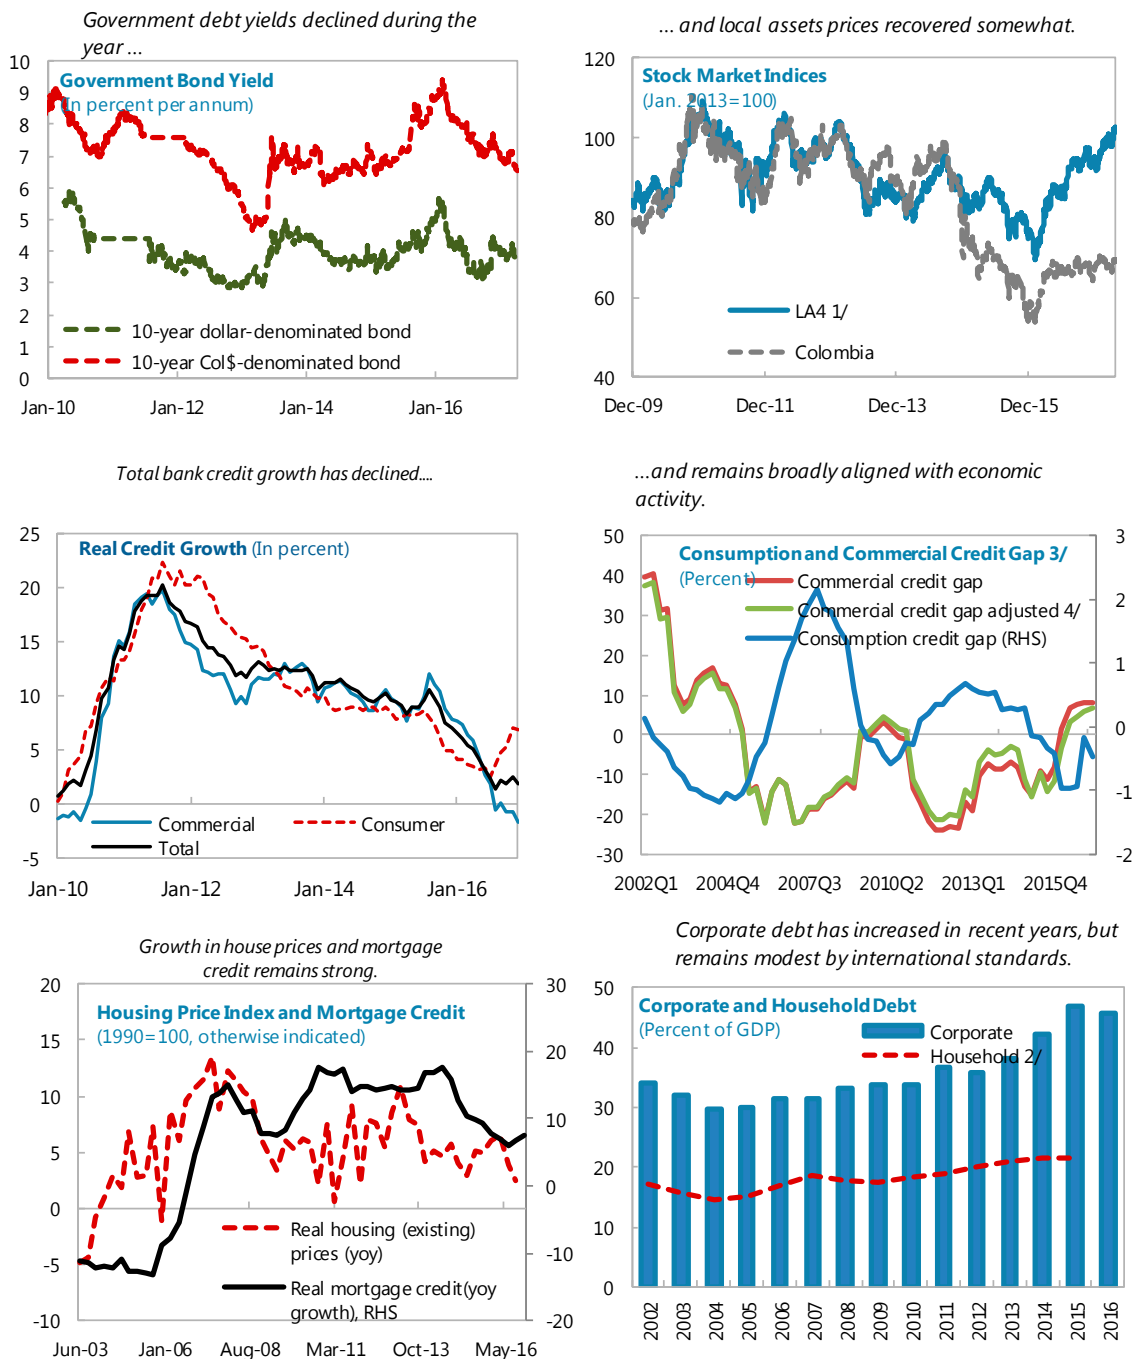 Government debt yields declined during the
year ...
Government Bond Yield
(In percent per annum)
10
9
8
7
6
5
4
3
2
1
0
10-year dollar-denominated bond
10-year Col$-denominated bond
Jan-10 Jan-12 Jan-14 Jan-16
... and local assets prices recovered somewhat.
Stock Market Indices
(Jan. 2013=100)
120
100
80
60
40
LA4 1/
Colombia
Dec-09 Dec-11 Dec-13 Dec-15
Total bank credit growth has declined....
Real Credit Growth (In percent)
25
20
15
10
5
0
-5
Commercial Consumer
Total
Jan-10 Jan-12 Jan-14 Jan-16
...and remains broadly aligned with economic
activity.
Consumption and Commercial Credit Gap 3/
(Percent)
Commercial credit gap
Commercial credit gap adjusted 4/
Consumption credit gap (RHS)
50
40
30
20
10
0
-10
-20
-30
3
2
1
0
-1
-2
2002Q1 2004Q4 2007Q3 2010Q2 2013Q1 2015Q4
Growth in house prices and mortgage
credit remains strong.
Housing Price Index and Mortgage Credit
(1990=100, otherwise indicated)
20
15
10
5
0
-5
-10
30
20
10
0
-10
-20
Real housing (existing)
prices (yoy)
Real mortgage credit(yoy
growth), RHS
Jun-03 Jan-06 Aug-08 Mar-11 Oct-13 May-16
Corporate debt has increased in recent years, but
remains modest by international standards.
Corporate and Household Debt
(Percent of GDP)
Corporate
Household 2/
50
40
30
20
10
0
2002 2003 2004 2005 2006 2007 2008 2009 2010 2011 2012 2013 2014 2015 2016